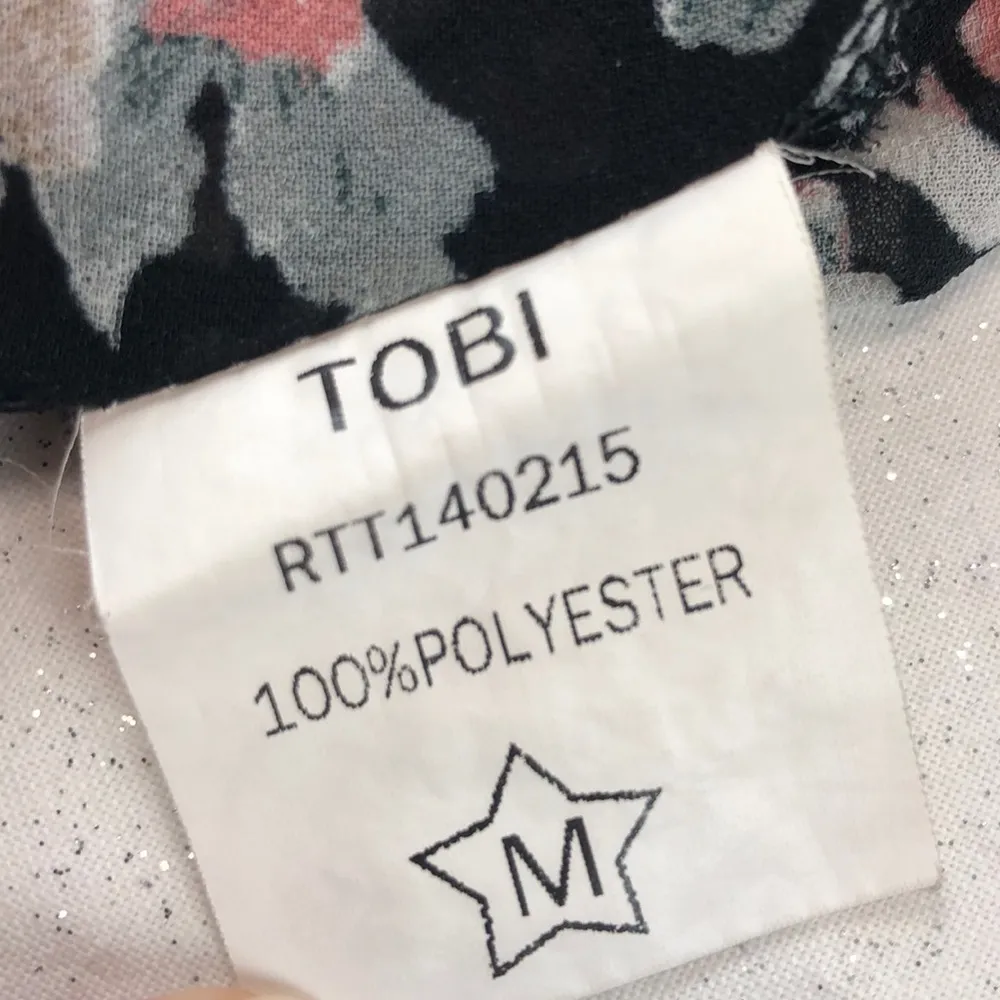 TOBI
RTT140215
100%POLYESTER
M